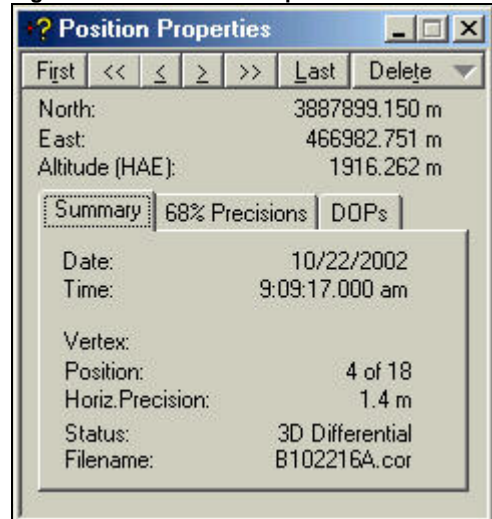 Position Properties
First << < > >> Last Delete
North: 3887899.150 m
East: 466982.751 m
Altitude (HAE): 1916.262 m
Summary 68% Precisions DOPs
Date: 10/22/2002
Time: 9:09:17.000 am
Vertex:
Position: 4 of 18
Horiz.Precision: 1.4 m
Status: 3D Differential
Filename: B102216A.cor